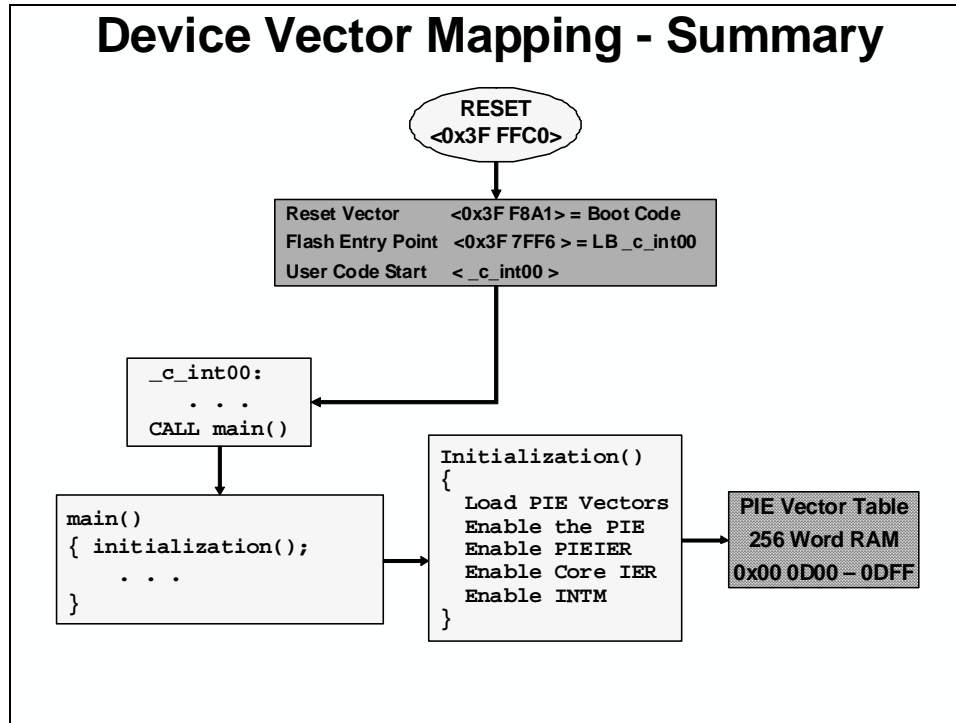 Device Vector Mapping - Summary
RESET
<0x3F FFC0>
Reset Vector <0x3F F8A1> = Boot Code
Flash Entry Point <0x3F 7FF6 > = LB _c_int00
User Code Start < _c_int00 >
_c_int00:
. . .
CALL main()
main()
{ initialization();
. . .
}
Initialization()
{
Load PIE Vectors
Enable the PIE
Enable PIEIER
Enable Core IER
Enable INTM
}
PIE Vector Table
256 Word RAM
0x00 0D00 – 0DFF